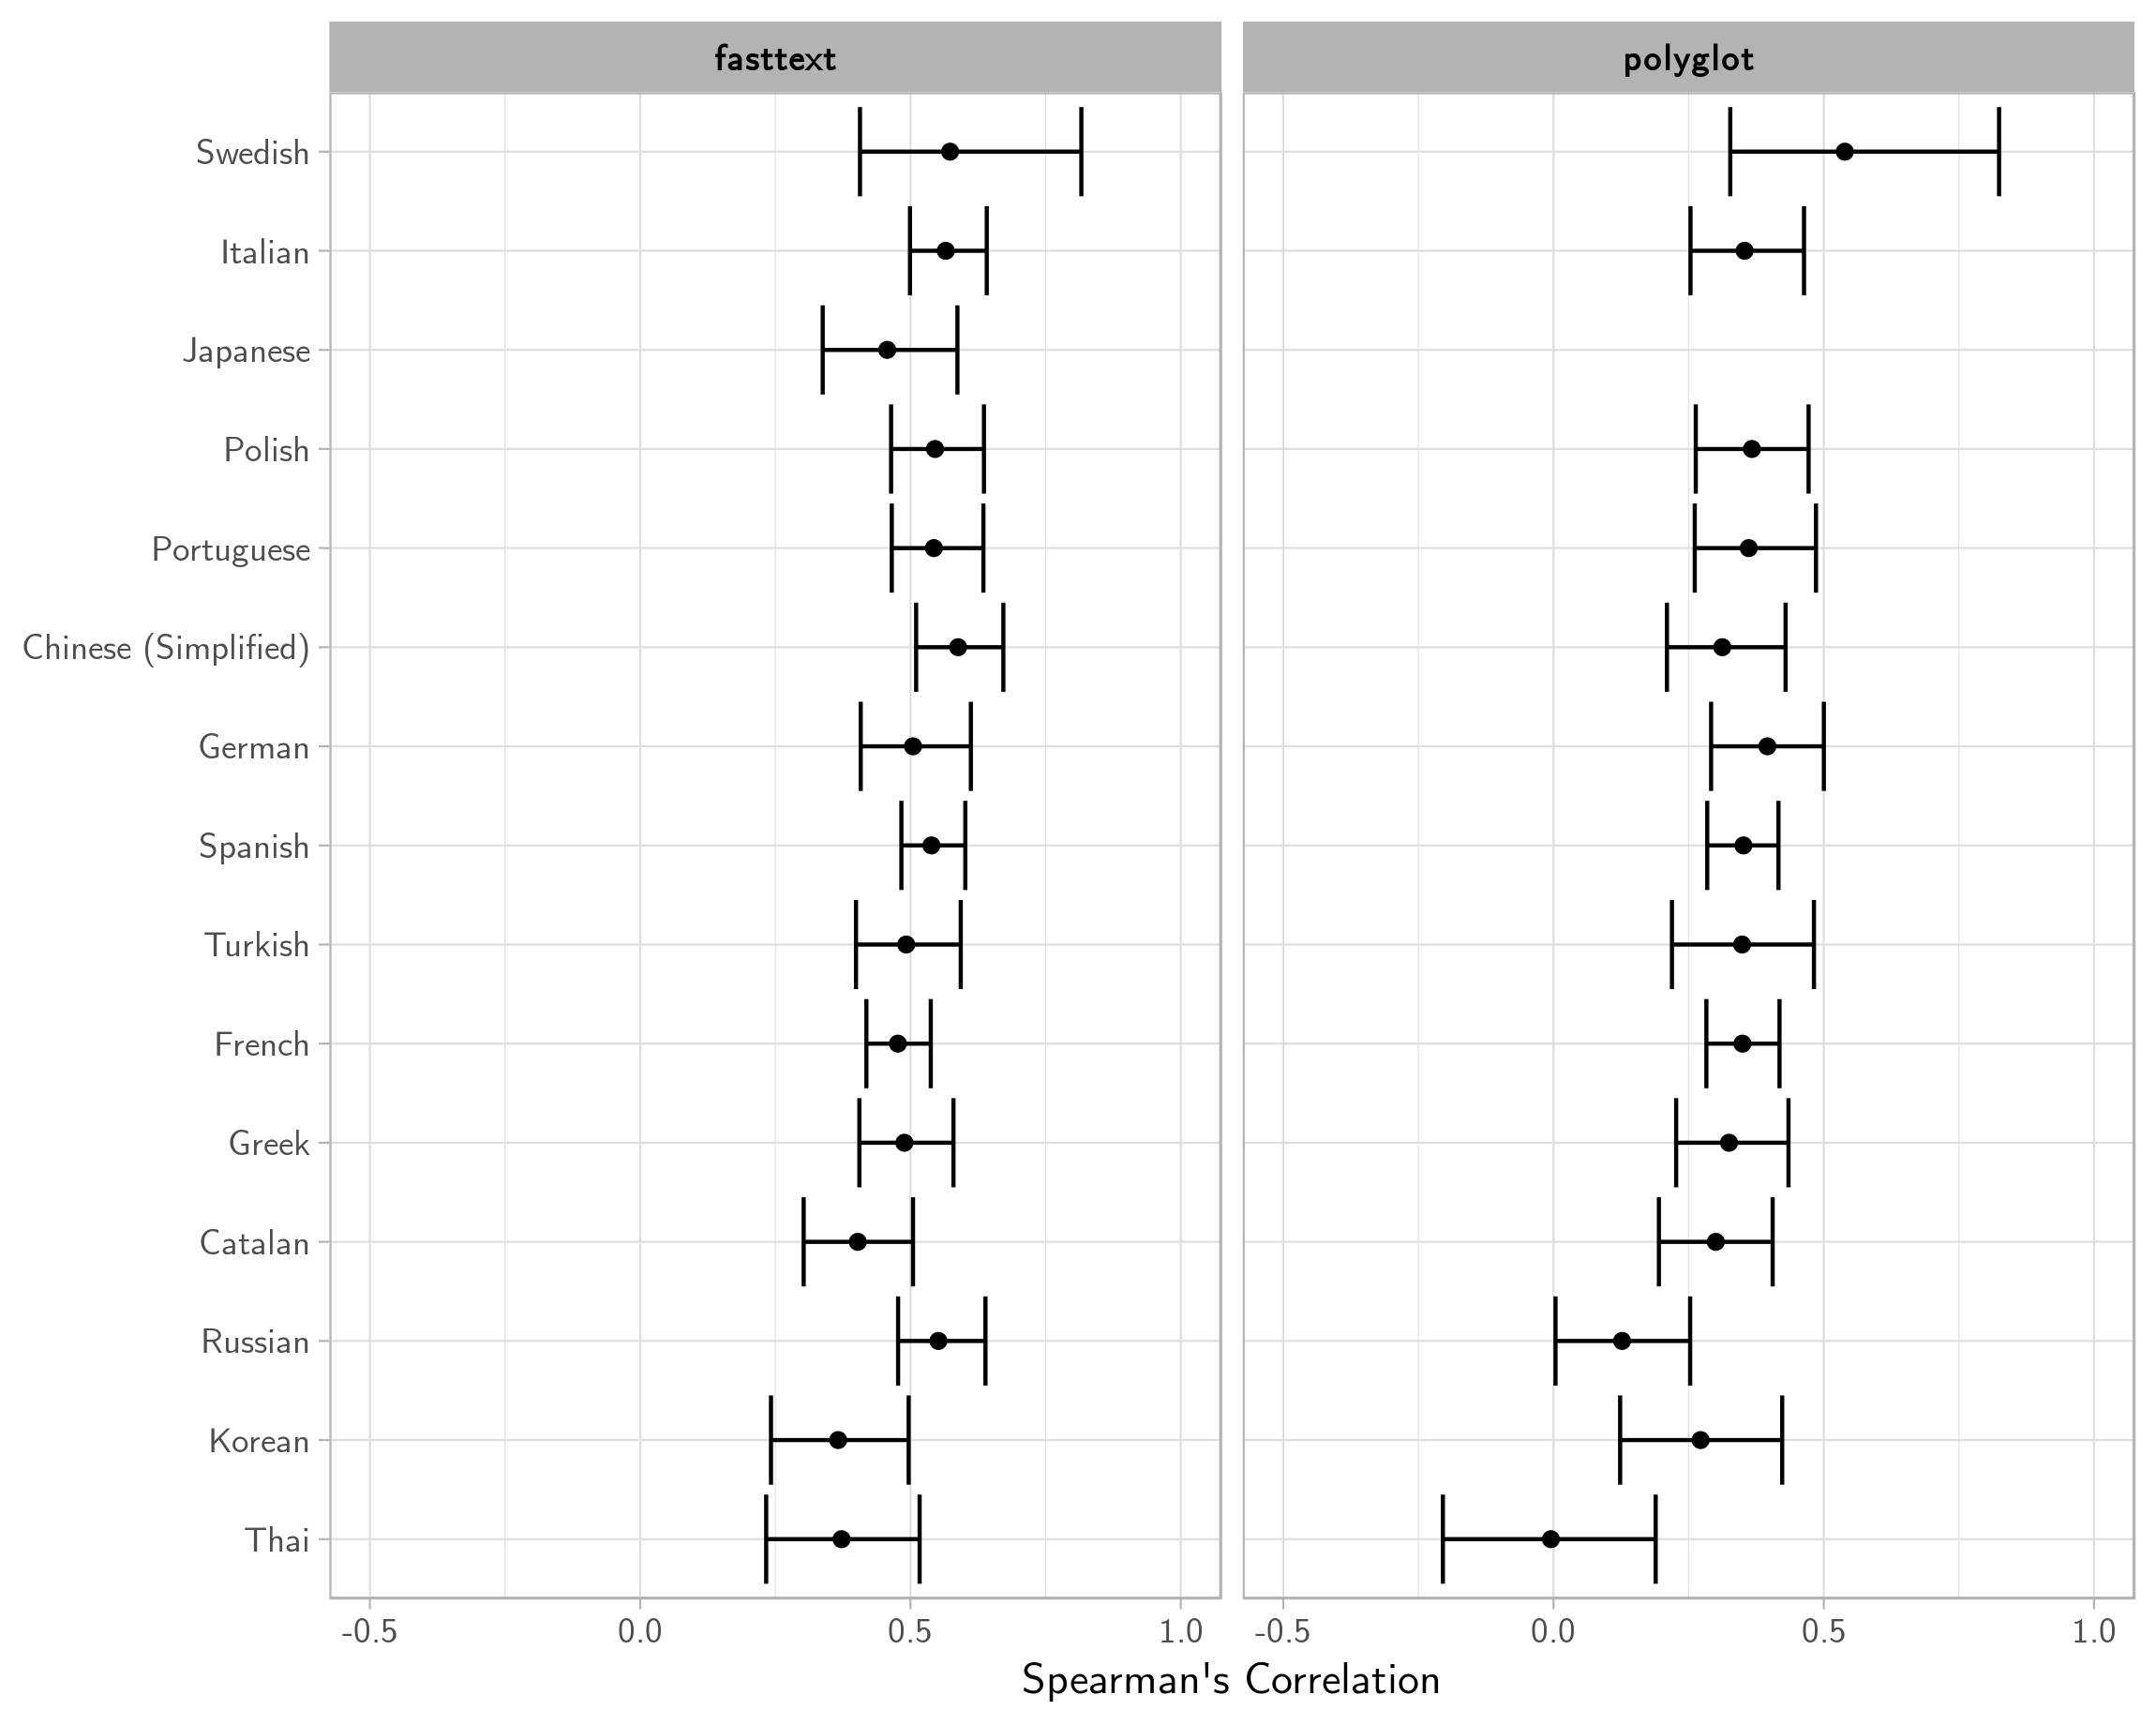 fasttext
polyglot
Swedish
Italian
Japanese
Polish
Portuguese
Chinese (Simplified)
German
Spanish
Turkish
French
Greek
Catalan
Russian
Korean
Thai
-0.5 0.0 0.5 1.0
-0.5 0.0 0.5 1.0
Spearman's Correlation